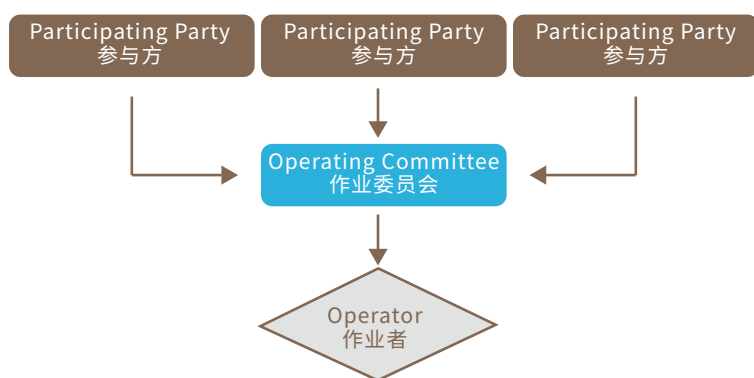 Participating Party
参与方
Participating Party
参与方
Participating Party
参与方
Operating Committee
作业委员会
Operator
作业者